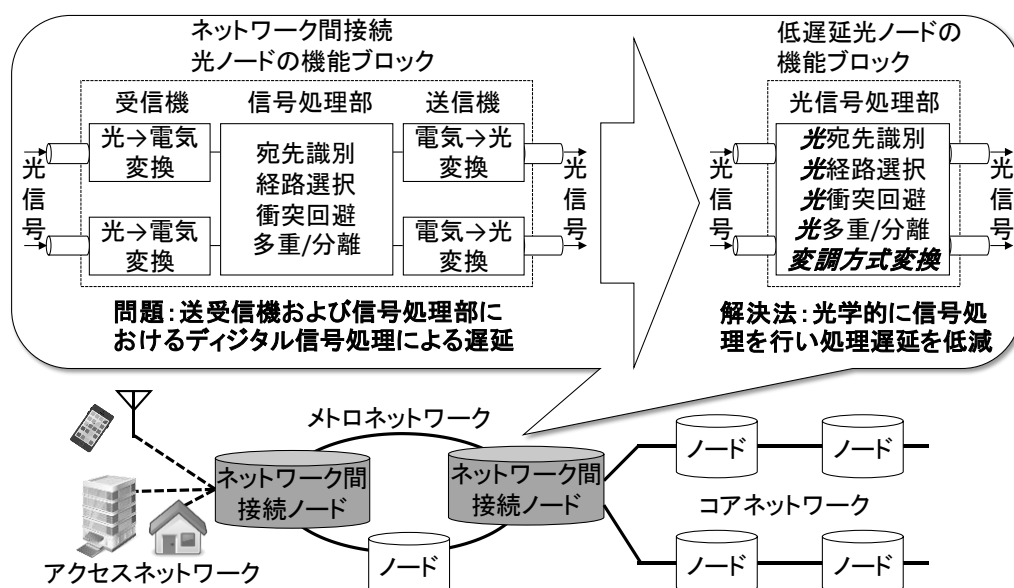 ネットワーク間接続
光ノードの機能ブロック
受信機
信号処理部
送信機
光→電気
変換
光→電気
変換
宛先識別
経路選択
衝突回避
多重/分離
電気→光
変換
電気→光
変換
光信号
光信号
問題：送受信機および信号処理部に
おけるディジタル信号処理による遅延
低遅延光ノードの
機能ブロック
光信号処理部
光宛先識別
光経路選択
光衝突回避
光多重/分離
変調方式変換
光信号
光信号
解決法：光学的に信号処
理を行い処理遅延を低減
メトロネットワーク
ネットワーク間
接続ノード
ネットワーク間
接続ノード
ノード
ノード
ノード
コアネットワーク
ノード
ノード
アクセスネットワーク